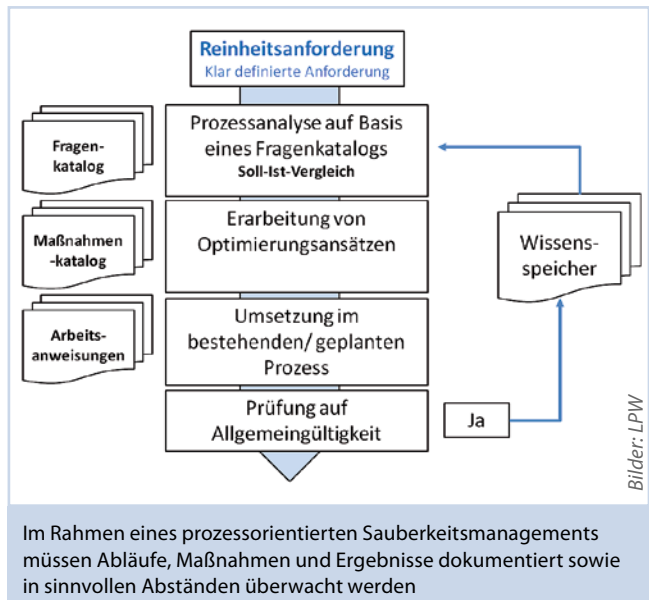 Reinheitsanforderung
Klar definierte Anforderung
Fragen-
katalog
Prozessanalyse auf Basis
eines Fragenkatalogs
Soll-Ist-Vergleich
Maßnahmen
-katalog
Erarbeitung von
Optimierungsansätzen
Wissens-
speicher
Arbeits-
anweisungen
Umsetzung im
bestehenden/ geplanten
Prozess
Prüfung auf
Allgemeingültigkeit
Ja
Bilder: LPW
Im Rahmen eines prozessorientierten Sauberkeitsmanagements
müssen Abläufe, Maßnahmen und Ergebnisse dokumentiert sowie
in sinnvollen Abständen überwacht werden